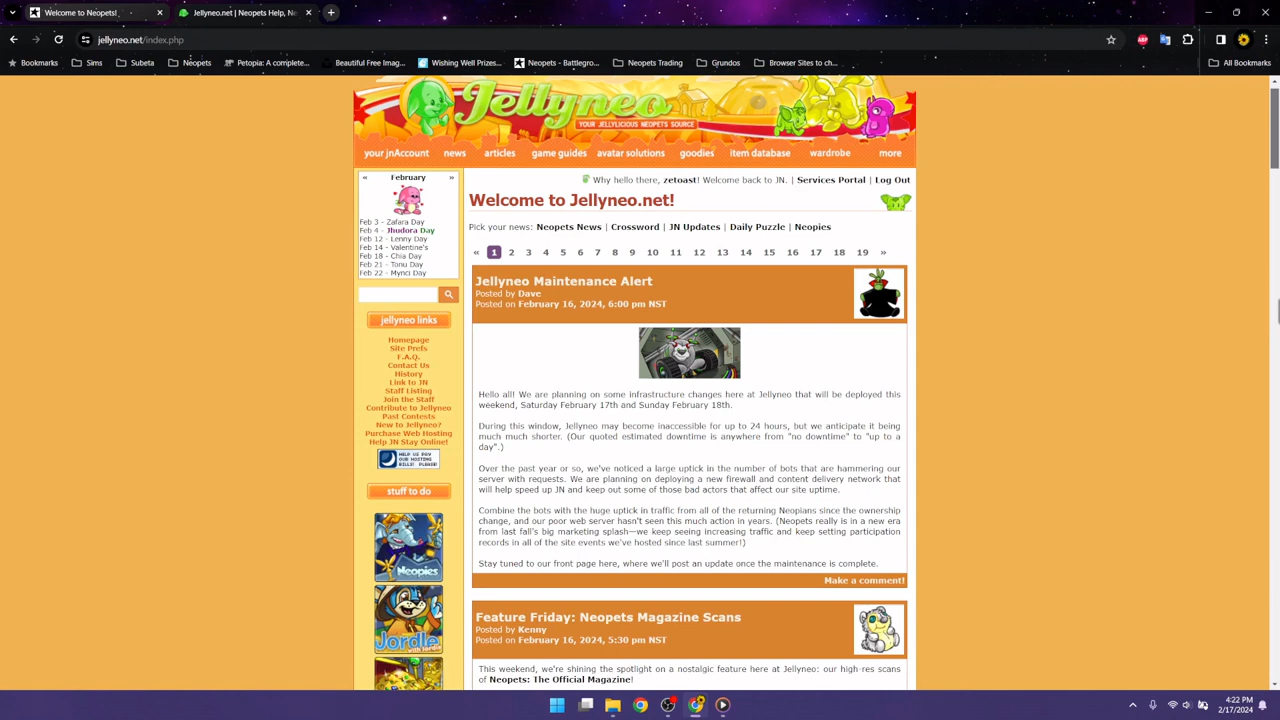 Welcome to Neopets!
Jellyneo.net | Neopets Help, Ne
jellyneo.net/index.php
Bookmarks
Sims
Subeta
Neopets
Petopia: A complete...
Beautiful Free Imagra...
Wishing Well Prizes...
Neopets - Battlegro...
Neopets Trading
Grundos
Browser Sites to ch...
All Bookmarks
Jellyneo
YOUR JELLYLICIOUS NEOPETS SOURCE
your jnAccount news articles game guides avatar solutions goodies item database wardrobe more
« February »
Feb 3 - Zafara Day
Feb 4 - Jhudora Day
Feb 12 - Lenny Day
Feb 14 - Valentine's
Feb 18 - Chia Day
Feb 21 - Tonu Day
Feb 22 - Mynci Day
jellyneo links
Homepage
Site Prefs
F.A.Q.
Contact Us
History
Link to JN
Staff Listing
Join the Staff
Contribute to Jellyneo
Past Contests
New to Jellyneo?
Purchase Web Hosting
Help JN Stay Online!
HELP US PAY
OUR HOSTING
BILLS! PLEASE!
stuff to do
Neopies
Jordle
with Jordie
Why hello there, zetoast! Welcome back to JN. | Services Portal | Log Out
Welcome to Jellyneo.net!
Pick your news: Neopets News | Crossword | JN Updates | Daily Puzzle | Neopies
« 1 2 3 4 5 6 7 8 9 10 11 12 13 14 15 16 17 18 19 »
Jellyneo Maintenance Alert
Posted by Dave
Posted on February 16, 2024, 6:00 pm NST
Hello all! We are planning on some infrastructure changes here at Jellyneo that will be deployed this
weekend, Saturday February 17th and Sunday February 18th.
During this window, Jellyneo may become inaccessible for up to 24 hours, but we anticipate it being
much much shorter. (Our quoted estimated downtime is anywhere from "no downtime" to "up to a
day".)
Over the past year or so, we've noticed a large uptick in the number of bots that are hammering our
server with requests. We are planning on deploying a new firewall and content delivery network that
will help speed up JN and keep out some of those bad actors that affect our site uptime.
Combine the bots with the huge uptick in traffic from all of the returning Neopians since the ownership
change, and our poor web server hasn't seen this much action in years. (Neopets really is in a new era
from last fall's big marketing splash—we keep seeing increasing traffic and keep setting participation
records in all of the site events we've hosted since last summer!)
Stay tuned to our front page here, where we'll post an update once the maintenance is complete.
Make a comment!
Feature Friday: Neopets Magazine Scans
Posted by Kenny
Posted on February 16, 2024, 5:30 pm NST
This weekend, we're shining the spotlight on a nostalgic feature here at Jellyneo: our high-res scans
of Neopets: The Official Magazine!
4:22 PM
2/17/2024